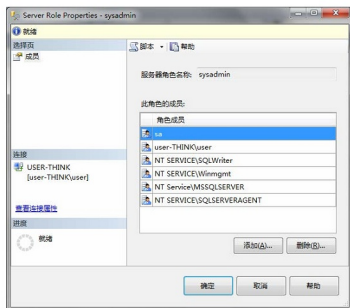 Server Role Properties - sysadmin
就绪
选择页
成员
脚本
帮助
服务器角色名称:
sysadmin
此角色的成员:
角色成员
sa
user-THINK\user
NT SERVICE\SQLWriter
NT SERVICE\Winmgmt
NT Service\MSSQLSERVER
NT SERVICE\SQLSERVERAGENT
连接
USER-THINK
[user-THINK\user]
查看连接属性
进度
就绪
添加(A)...
删除(R)...
确定
取消
帮助